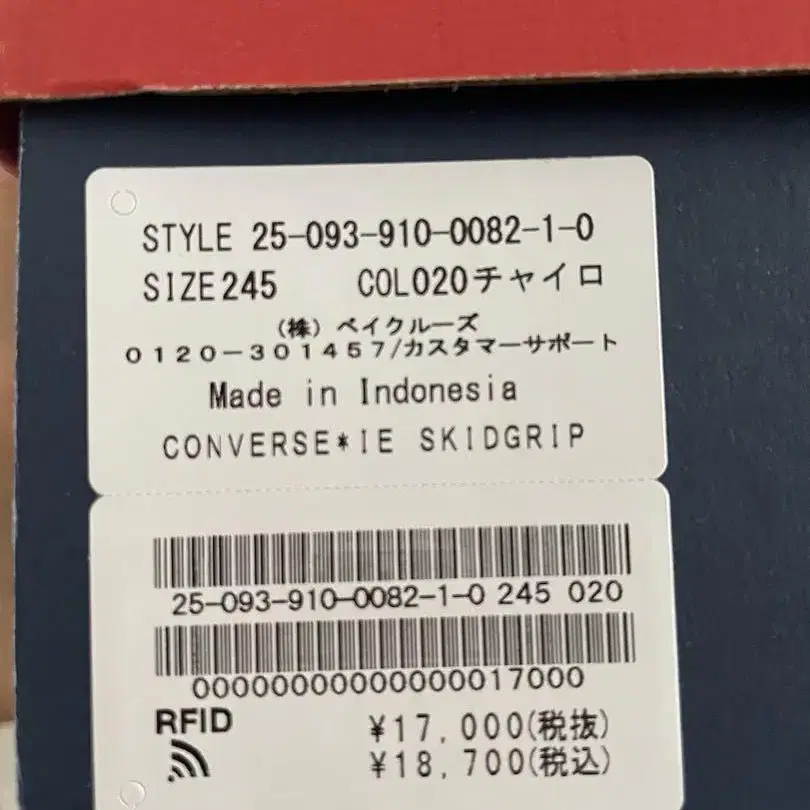 STYLE 25-093-910-0082-1-0
SIZE245 COL020チャイロ
(株) ベイクルーズ
0120-301457/カスタマーサポート
Made in Indonesia
CONVERSE*IE SKIDGRIP
25-093-910-0082-1-0 245 020
00000000000000017000
RFID
¥17,000(税抜)
¥18,700(税込)